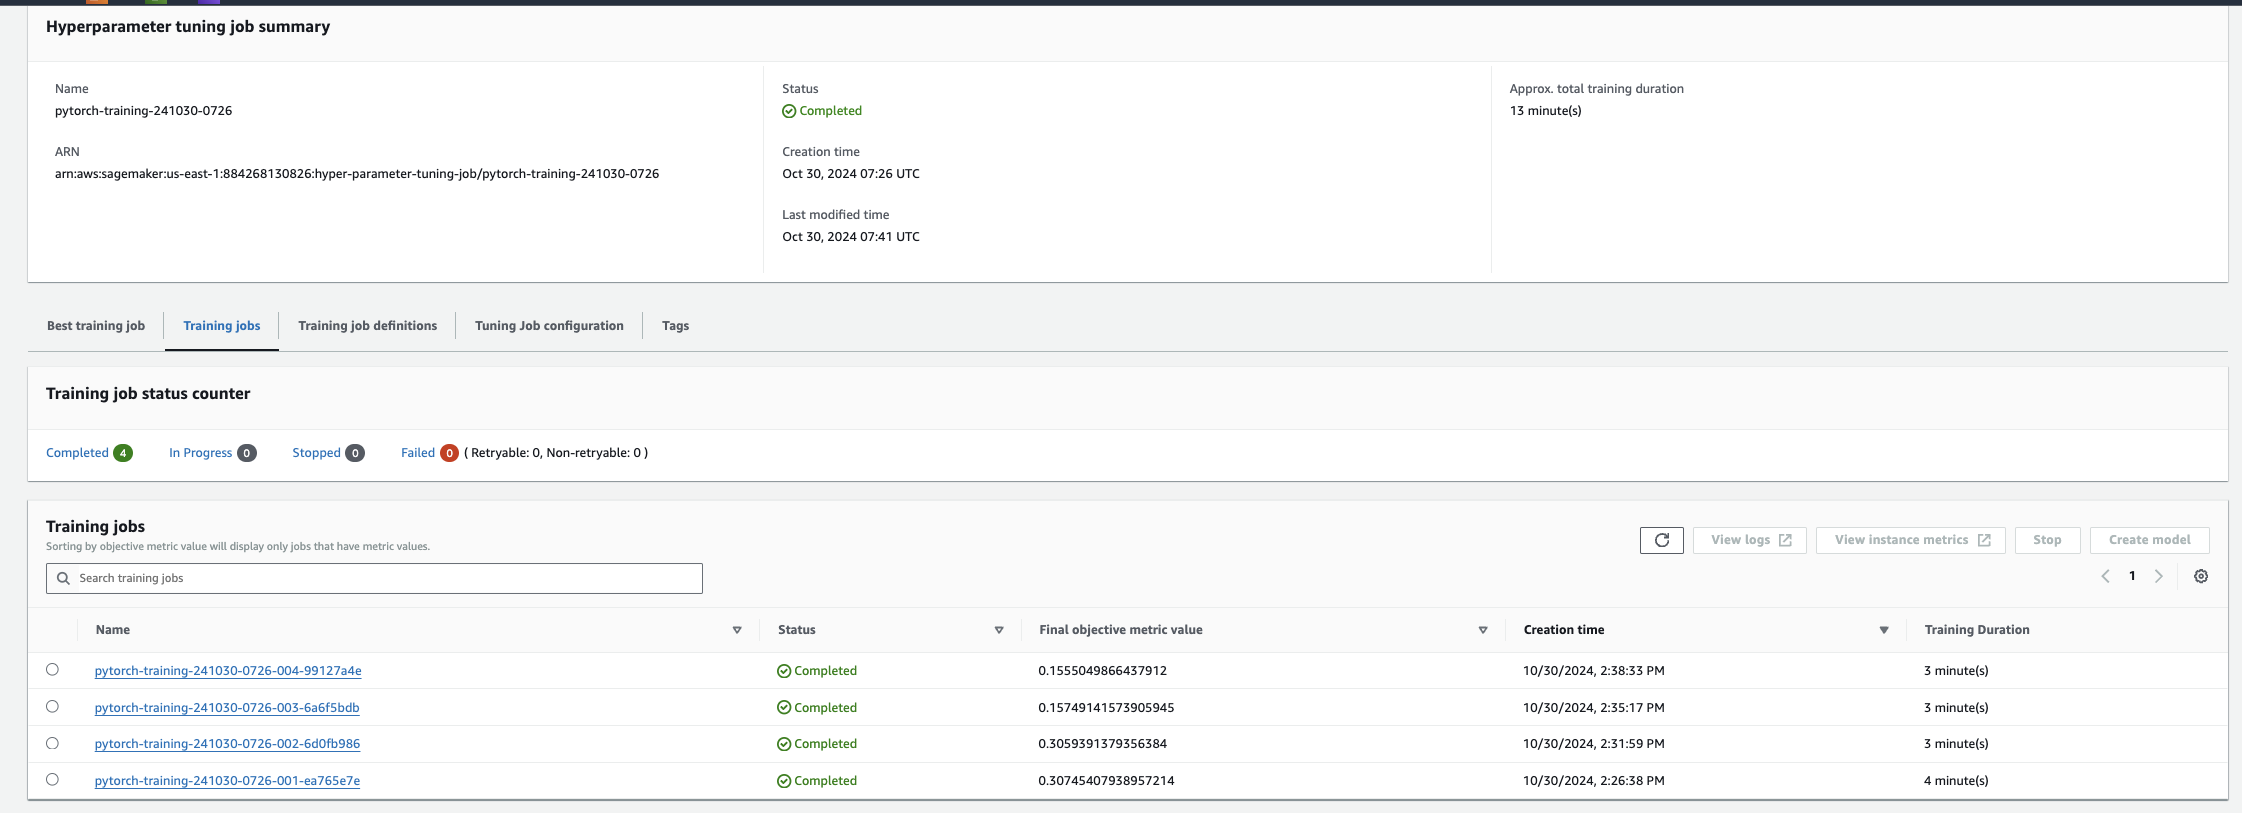 Hyperparameter tuning job summary
Name
pytorch-training-241030-0726
ARN
arn:aws:sagemaker:us-east-1:884268130826:hyper-parameter-tuning-job/pytorch-training-241030-0726
Status
Completed
Creation time
Oct 30, 2024 07:26 UTC
Last modified time
Oct 30, 2024 07:41 UTC
Approx. total training duration
13 minute(s)
Best training job Training jobs Training job definitions Tuning Job configuration Tags
Training job status counter
Completed 4 In Progress 0 Stopped 0 Failed 0 ( Retryable: 0, Non-retryable: 0 )
Training jobs
Sorting by objective metric value will display only jobs that have metric values.
View logs View instance metrics Stop Create model
Search training jobs
1
Name Status Final objective metric value Creation time Training Duration
pytorch-training-241030-0726-004-99127a4e Completed 0.1555049866437912 10/30/2024, 2:38:33 PM 3 minute(s)
pytorch-training-241030-0726-003-6a6f5bdb Completed 0.15749141573905945 10/30/2024, 2:35:17 PM 3 minute(s)
pytorch-training-241030-0726-002-6d0fb986 Completed 0.3059391379356384 10/30/2024, 2:31:59 PM 3 minute(s)
pytorch-training-241030-0726-001-ea765e7e Completed 0.30745407938957214 10/30/2024, 2:26:38 PM 4 minute(s)